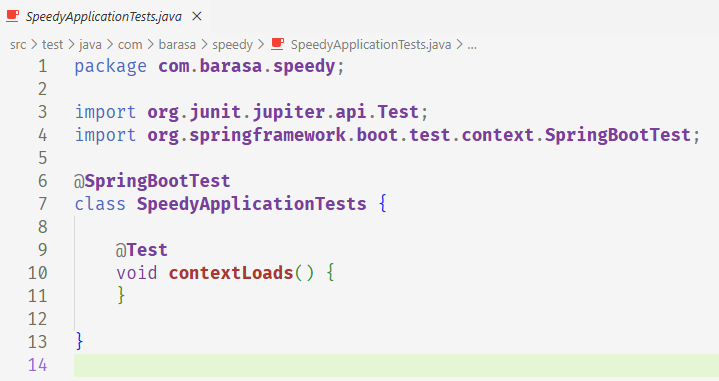 SpeedyApplicationTests.java ×
src > test > java > com > barasa > speedy > SpeedyApplicationTests.java > ...
1 package com.barasa.speedy;
2
3 import org.junit.jupiter.api.Test;
4 import org.springframework.boot.test.context.SpringBootTest;
5
6 @SpringBootTest
7 class SpeedyApplicationTests {
8
9     @Test
10     void contextLoads() {
11     }
12
13 }
14